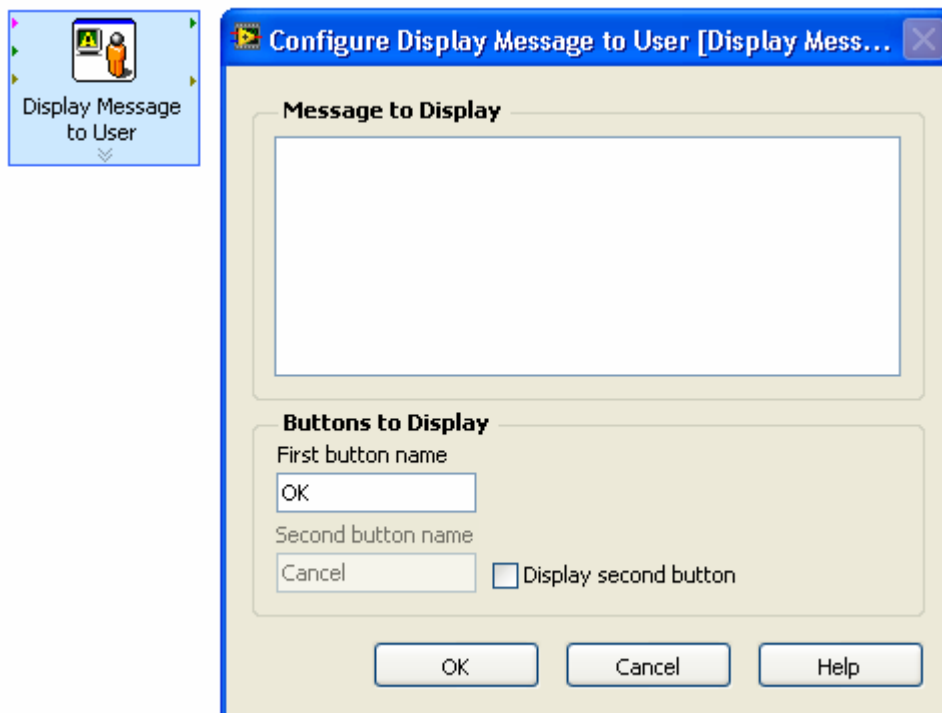 Display Message
to User
Configure Display Message to User [Display Mess...
Message to Display
Buttons to Display
First button name
OK
Second button name
Cancel
Display second button
OK
Cancel
Help